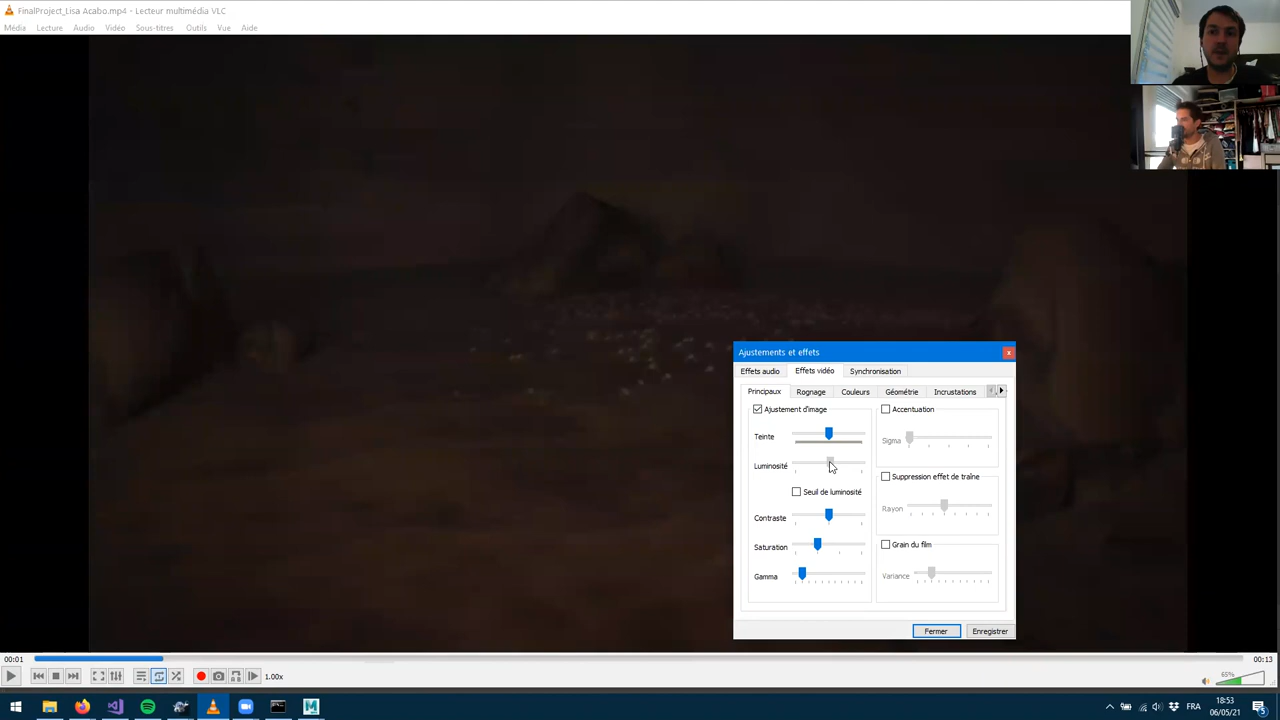 FinalProject_Lisa Acabo.mp4 - Lecteur multimédia VLC
Média Lecture Audio Vidéo Sous-titres Outils Vue Aide
Ajustements et effets
Effets audio Effets vidéo Synchronisation
Principaux Rognage Couleurs Géométrie Incrustations
Ajustement d'image
Teinte
Luminosité
Seuil de luminosité
Contraste
Saturation
Gamma
Accentuation
Sigma
Suppression effet de traîne
Rayon
Grain du film
Variance
Fermer Enregistrer
00:01 00:13
1.00x 65%
FRA 18:53
06/05/21 5